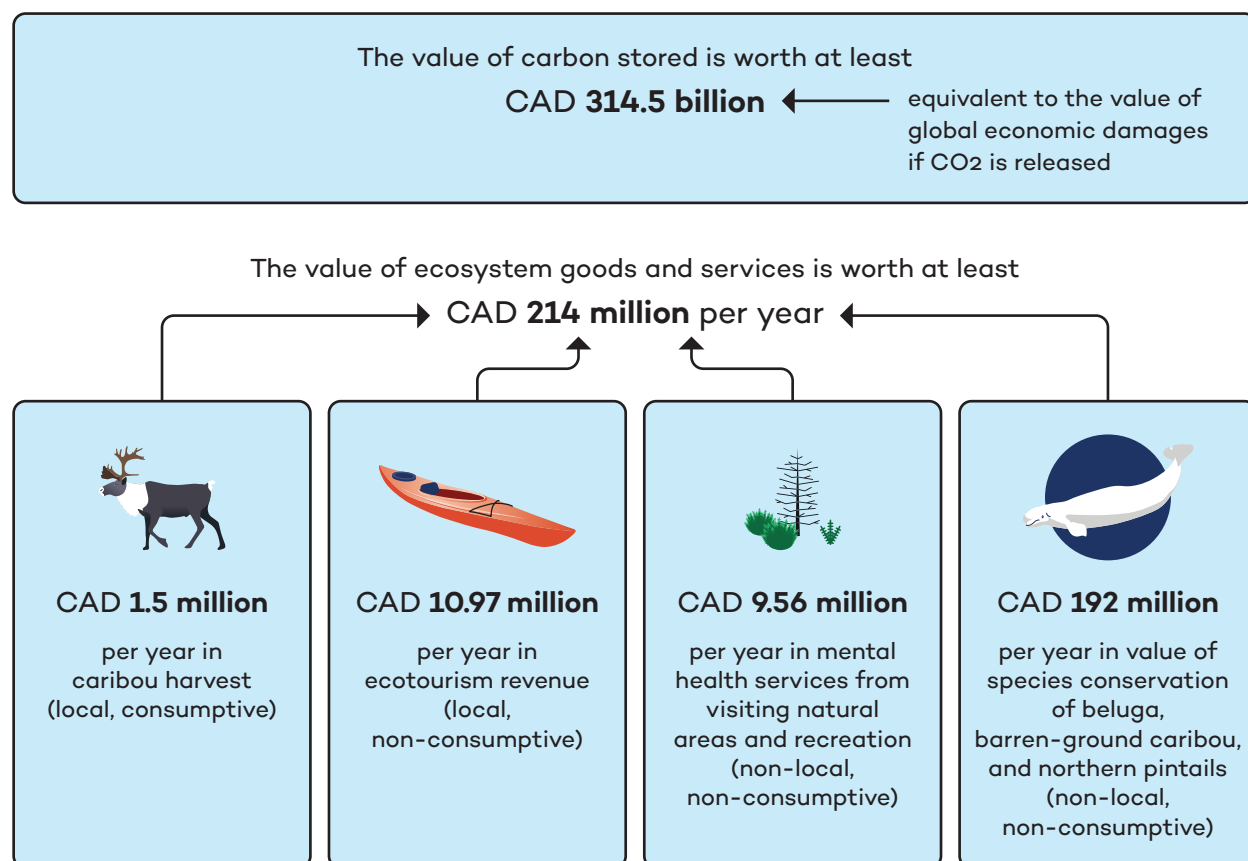 The value of carbon stored is worth at least
CAD 314.5 billion
equivalent to the value of
global economic damages
if CO2 is released
The value of ecosystem goods and services is worth at least
CAD 214 million per year
CAD 1.5 million
per year in
caribou harvest
(local, consumptive)
CAD 10.97 million
per year in
ecotourism revenue
(local,
non-consumptive)
CAD 9.56 million
per year in mental
health services from
visiting natural
areas and recreation
(non-local,
non-consumptive)
CAD 192 million
per year in value of
species conservation
of beluga,
barren-ground caribou,
and northern pintails
(non-local,
non-consumptive)